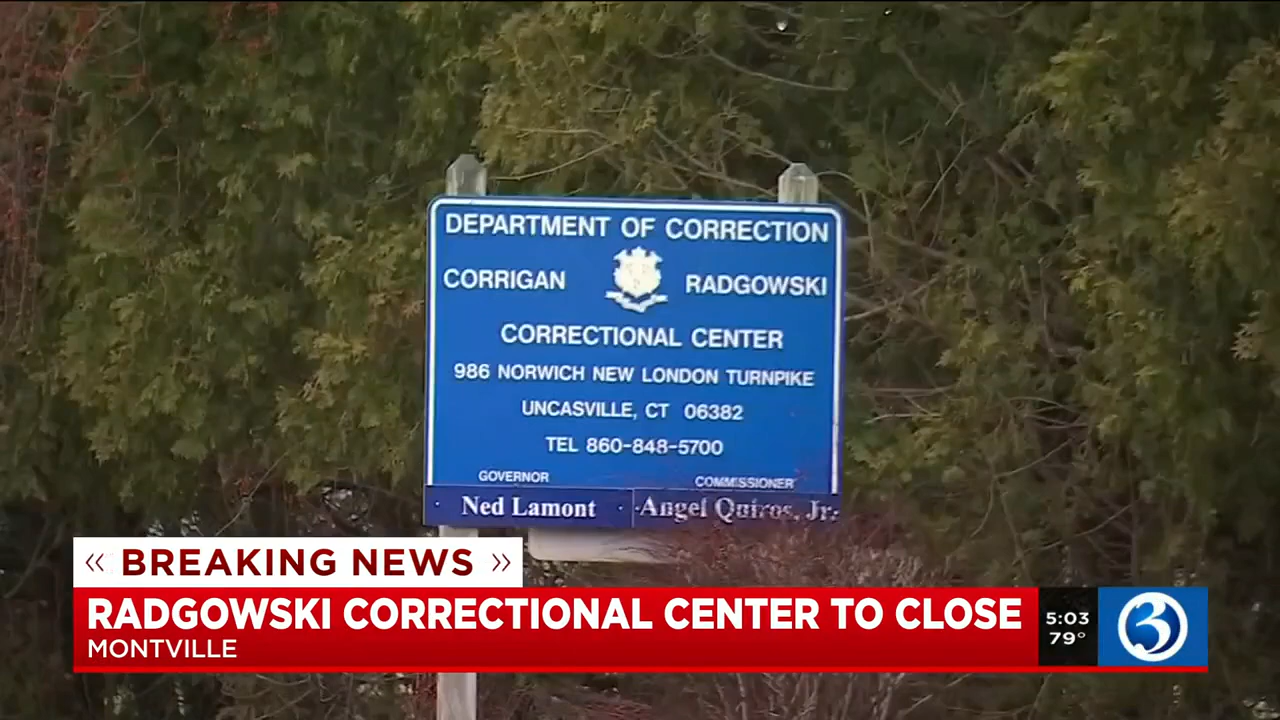 DEPARTMENT OF CORRECTION
CORRIGAN RADGOWSKI
CORRECTIONAL CENTER
986 NORWICH NEW LONDON TURNPIKE
UNCASVILLE, CT 06382
TEL 860-848-5700
GOVERNOR COMMISSIONER
Ned Lamont Angel Quiros, Jr.
« BREAKING NEWS »
RADGOWSKI CORRECTIONAL CENTER TO CLOSE
MONTVILLE
5:03
79°
3